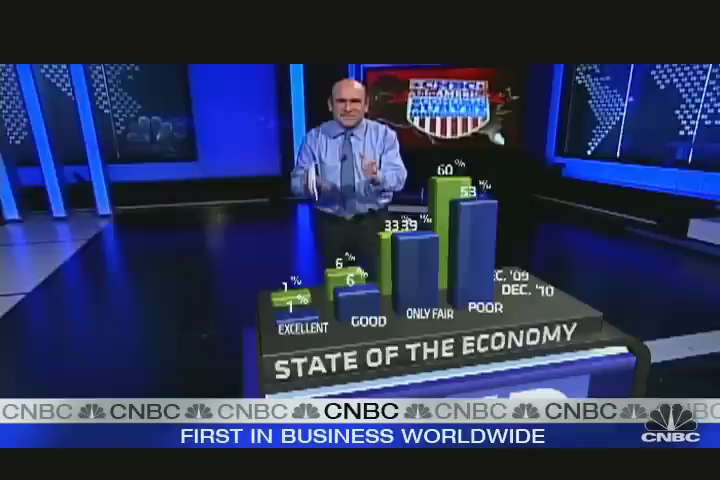 60%
53%
33%
39%
6%
6%
1%
1%
DEC. '09
DEC. '10
EXCELLENT
GOOD
ONLY FAIR
POOR
STATE OF THE ECONOMY
CNBC CNBC CNBC CNBC CNBC CNBC
FIRST IN BUSINESS WORLDWIDE
CNBC